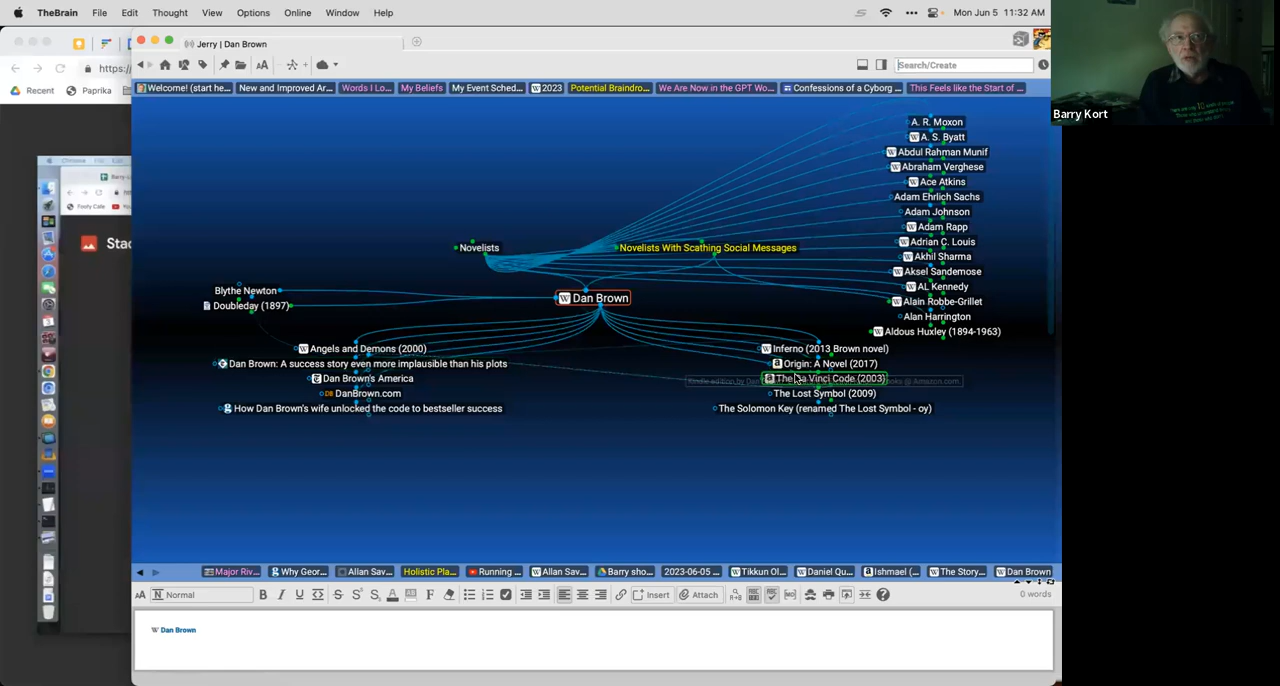 TheBrain File Edit Thought View Options Online Window Help Mon Jun 5 11:32 AM
Jerry | Dan Brown
https:/
Search/Create
Recent Paprika
Welcome! (start he... New and Improved Ar... Words I Lo... My Beliefs My Event Sched... 2023 Potential Braindro... We Are Now in the GPT Wo... Confessions of a Cyborg ... This Feels like the Start of ...
Barry Kort
A. R. Moxon
A. S. Byatt
Abdul Rahman Munif
Abraham Verghese
Ace Atkins
Adam Ehrlich Sachs
Adam Johnson
Adam Rapp
Adrian C. Louis
Akhil Sharma
Aksel Sandemose
AL Kennedy
Alain Robbe-Grillet
Alan Harrington
Aldous Huxley (1894-1963)
Novelists
Novelists With Scathing Social Messages
Blythe Newton
Doubleday (1897)
Dan Brown
Angels and Demons (2000)
Dan Brown: A success story even more implausible than his plots
Dan Brown's America
DanBrown.com
How Dan Brown's wife unlocked the code to bestseller success
Inferno (2013 Brown novel)
Origin: A Novel (2017)
The Da Vinci Code (2003)
The Lost Symbol (2009)
The Solomon Key (renamed The Lost Symbol - oy)
Stac
Major Riv... Why Geor... Allan Sav... Holistic Pla... Running ... Allan Sav... Barry sho... 2023-06-05 ... Tikkun Ol... Daniel Qu... Ishmael (... The Story... Dan Brown
Normal Insert Attach 0 words
Dan Brown